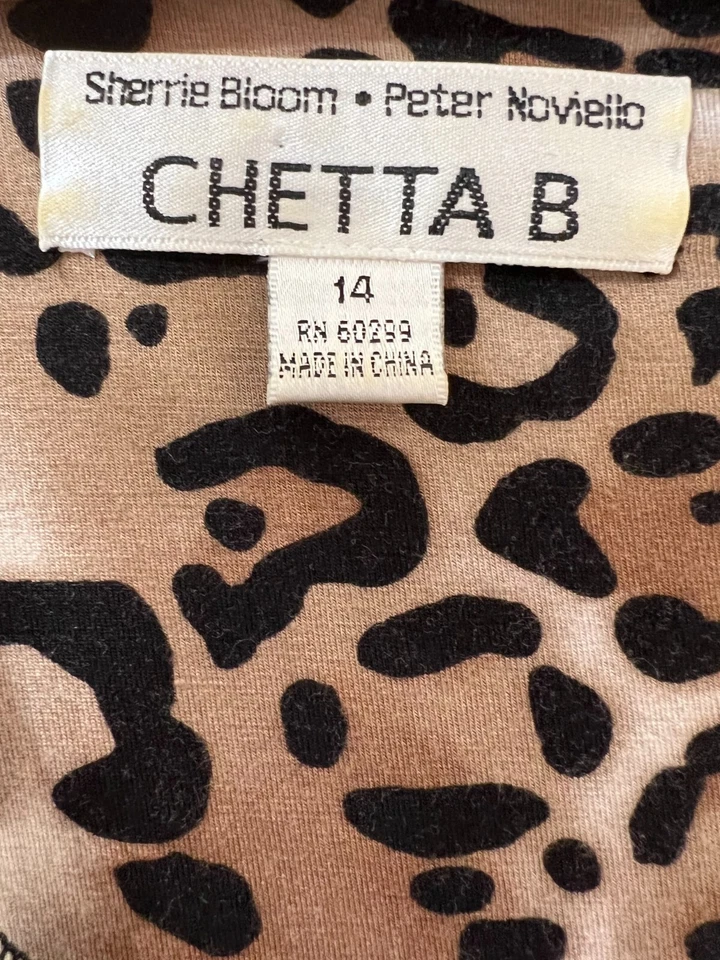 Sherrie Bloom • Peter Noviello
CHETTA B
14
RN 60299
MADE IN CHINA